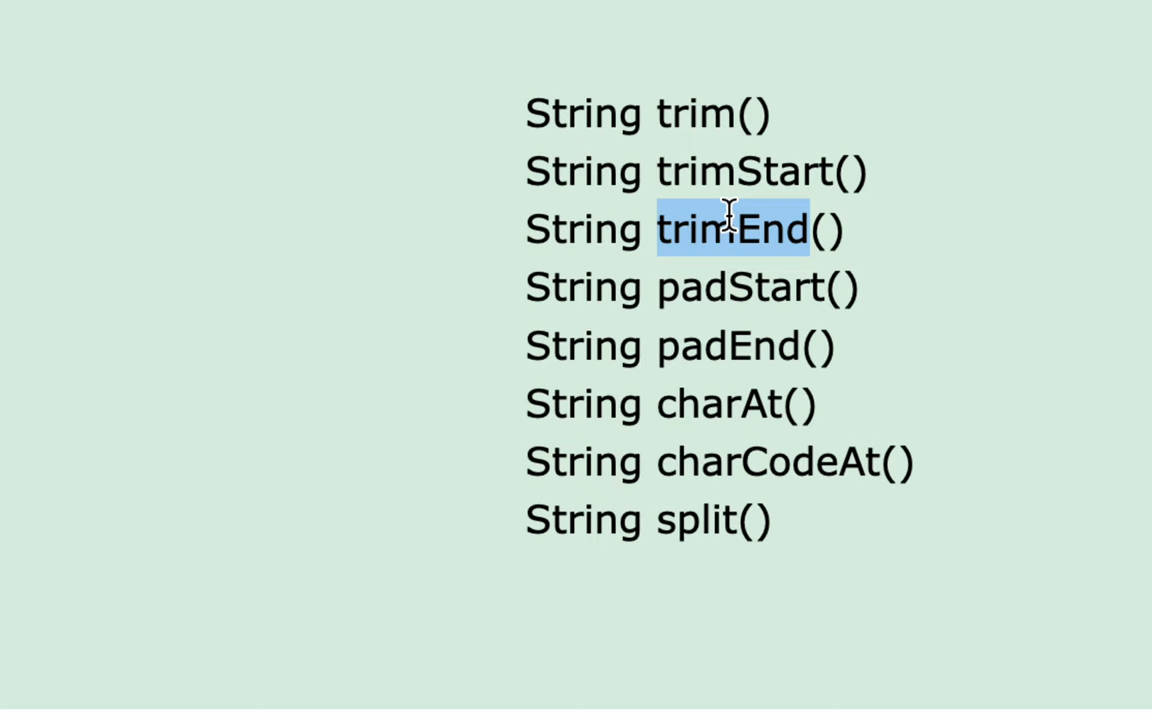 String trim()
String trimStart()
String trimEnd()
String padStart()
String padEnd()
String charAt()
String charCodeAt()
String split()